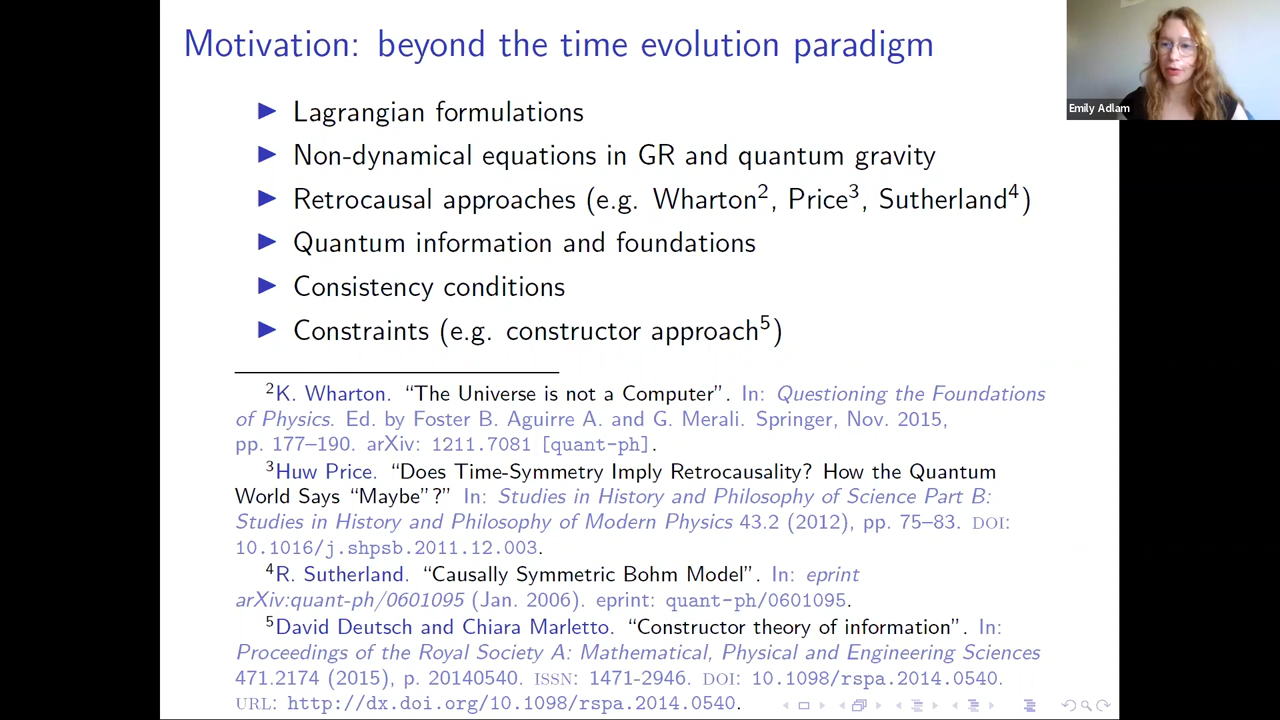 Motivation: beyond the time evolution paradigm
Emily Adlam
▶ Lagrangian formulations
▶ Non-dynamical equations in GR and quantum gravity
▶ Retrocausal approaches (e.g. Wharton², Price³, Sutherland⁴)
▶ Quantum information and foundations
▶ Consistency conditions
▶ Constraints (e.g. constructor approach⁵)
²K. Wharton. “The Universe is not a Computer”. In: Questioning the Foundations
of Physics. Ed. by Foster B. Aguirre A. and G. Merali. Springer, Nov. 2015,
pp. 177–190. arXiv: 1211.7081 [quant-ph].
³Huw Price. “Does Time-Symmetry Imply Retrocausality? How the Quantum
World Says “Maybe”?” In: Studies in History and Philosophy of Science Part B:
Studies in History and Philosophy of Modern Physics 43.2 (2012), pp. 75–83. DOI:
10.1016/j.shpsb.2011.12.003.
⁴R. Sutherland. “Causally Symmetric Bohm Model”. In: eprint
arXiv:quant-ph/0601095 (Jan. 2006). eprint: quant-ph/0601095.
⁵David Deutsch and Chiara Marletto. “Constructor theory of information”. In:
Proceedings of the Royal Society A: Mathematical, Physical and Engineering Sciences
471.2174 (2015), p. 20140540. ISSN: 1471-2946. DOI: 10.1098/rspa.2014.0540.
URL: http://dx.doi.org/10.1098/rspa.2014.0540.